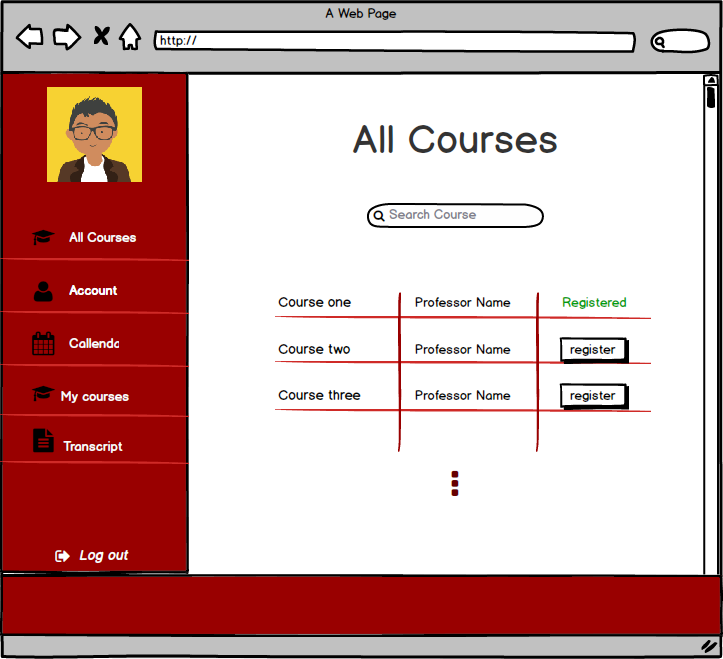 A Web Page
http://
All Courses
Account
Callenda
My courses
Transcript
Log out
All Courses
Search Course
Course one Professor Name Registered
Course two Professor Name register
Course three Professor Name register